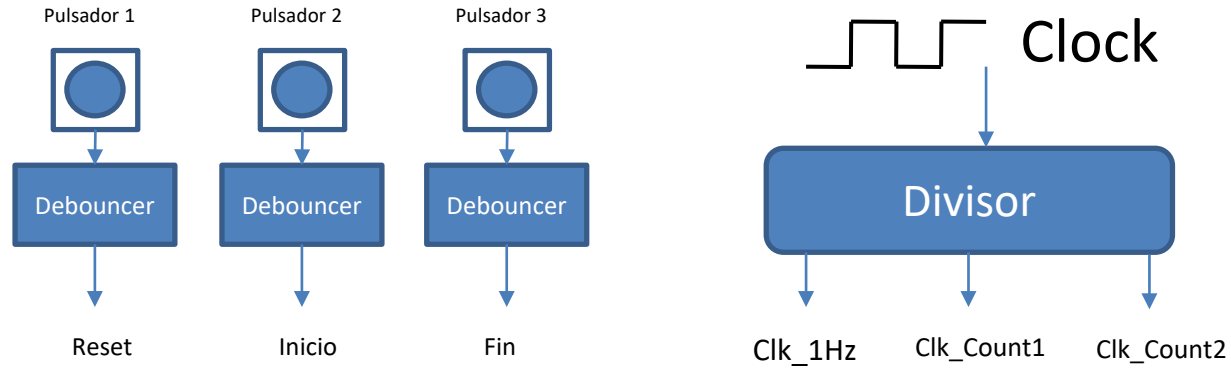 Pulsador 1
Pulsador 2
Pulsador 3
Debouncer
Debouncer
Debouncer
Reset
Inicio
Fin
Clock
Divisor
Clk_1Hz
Clk_Count1
Clk_Count2